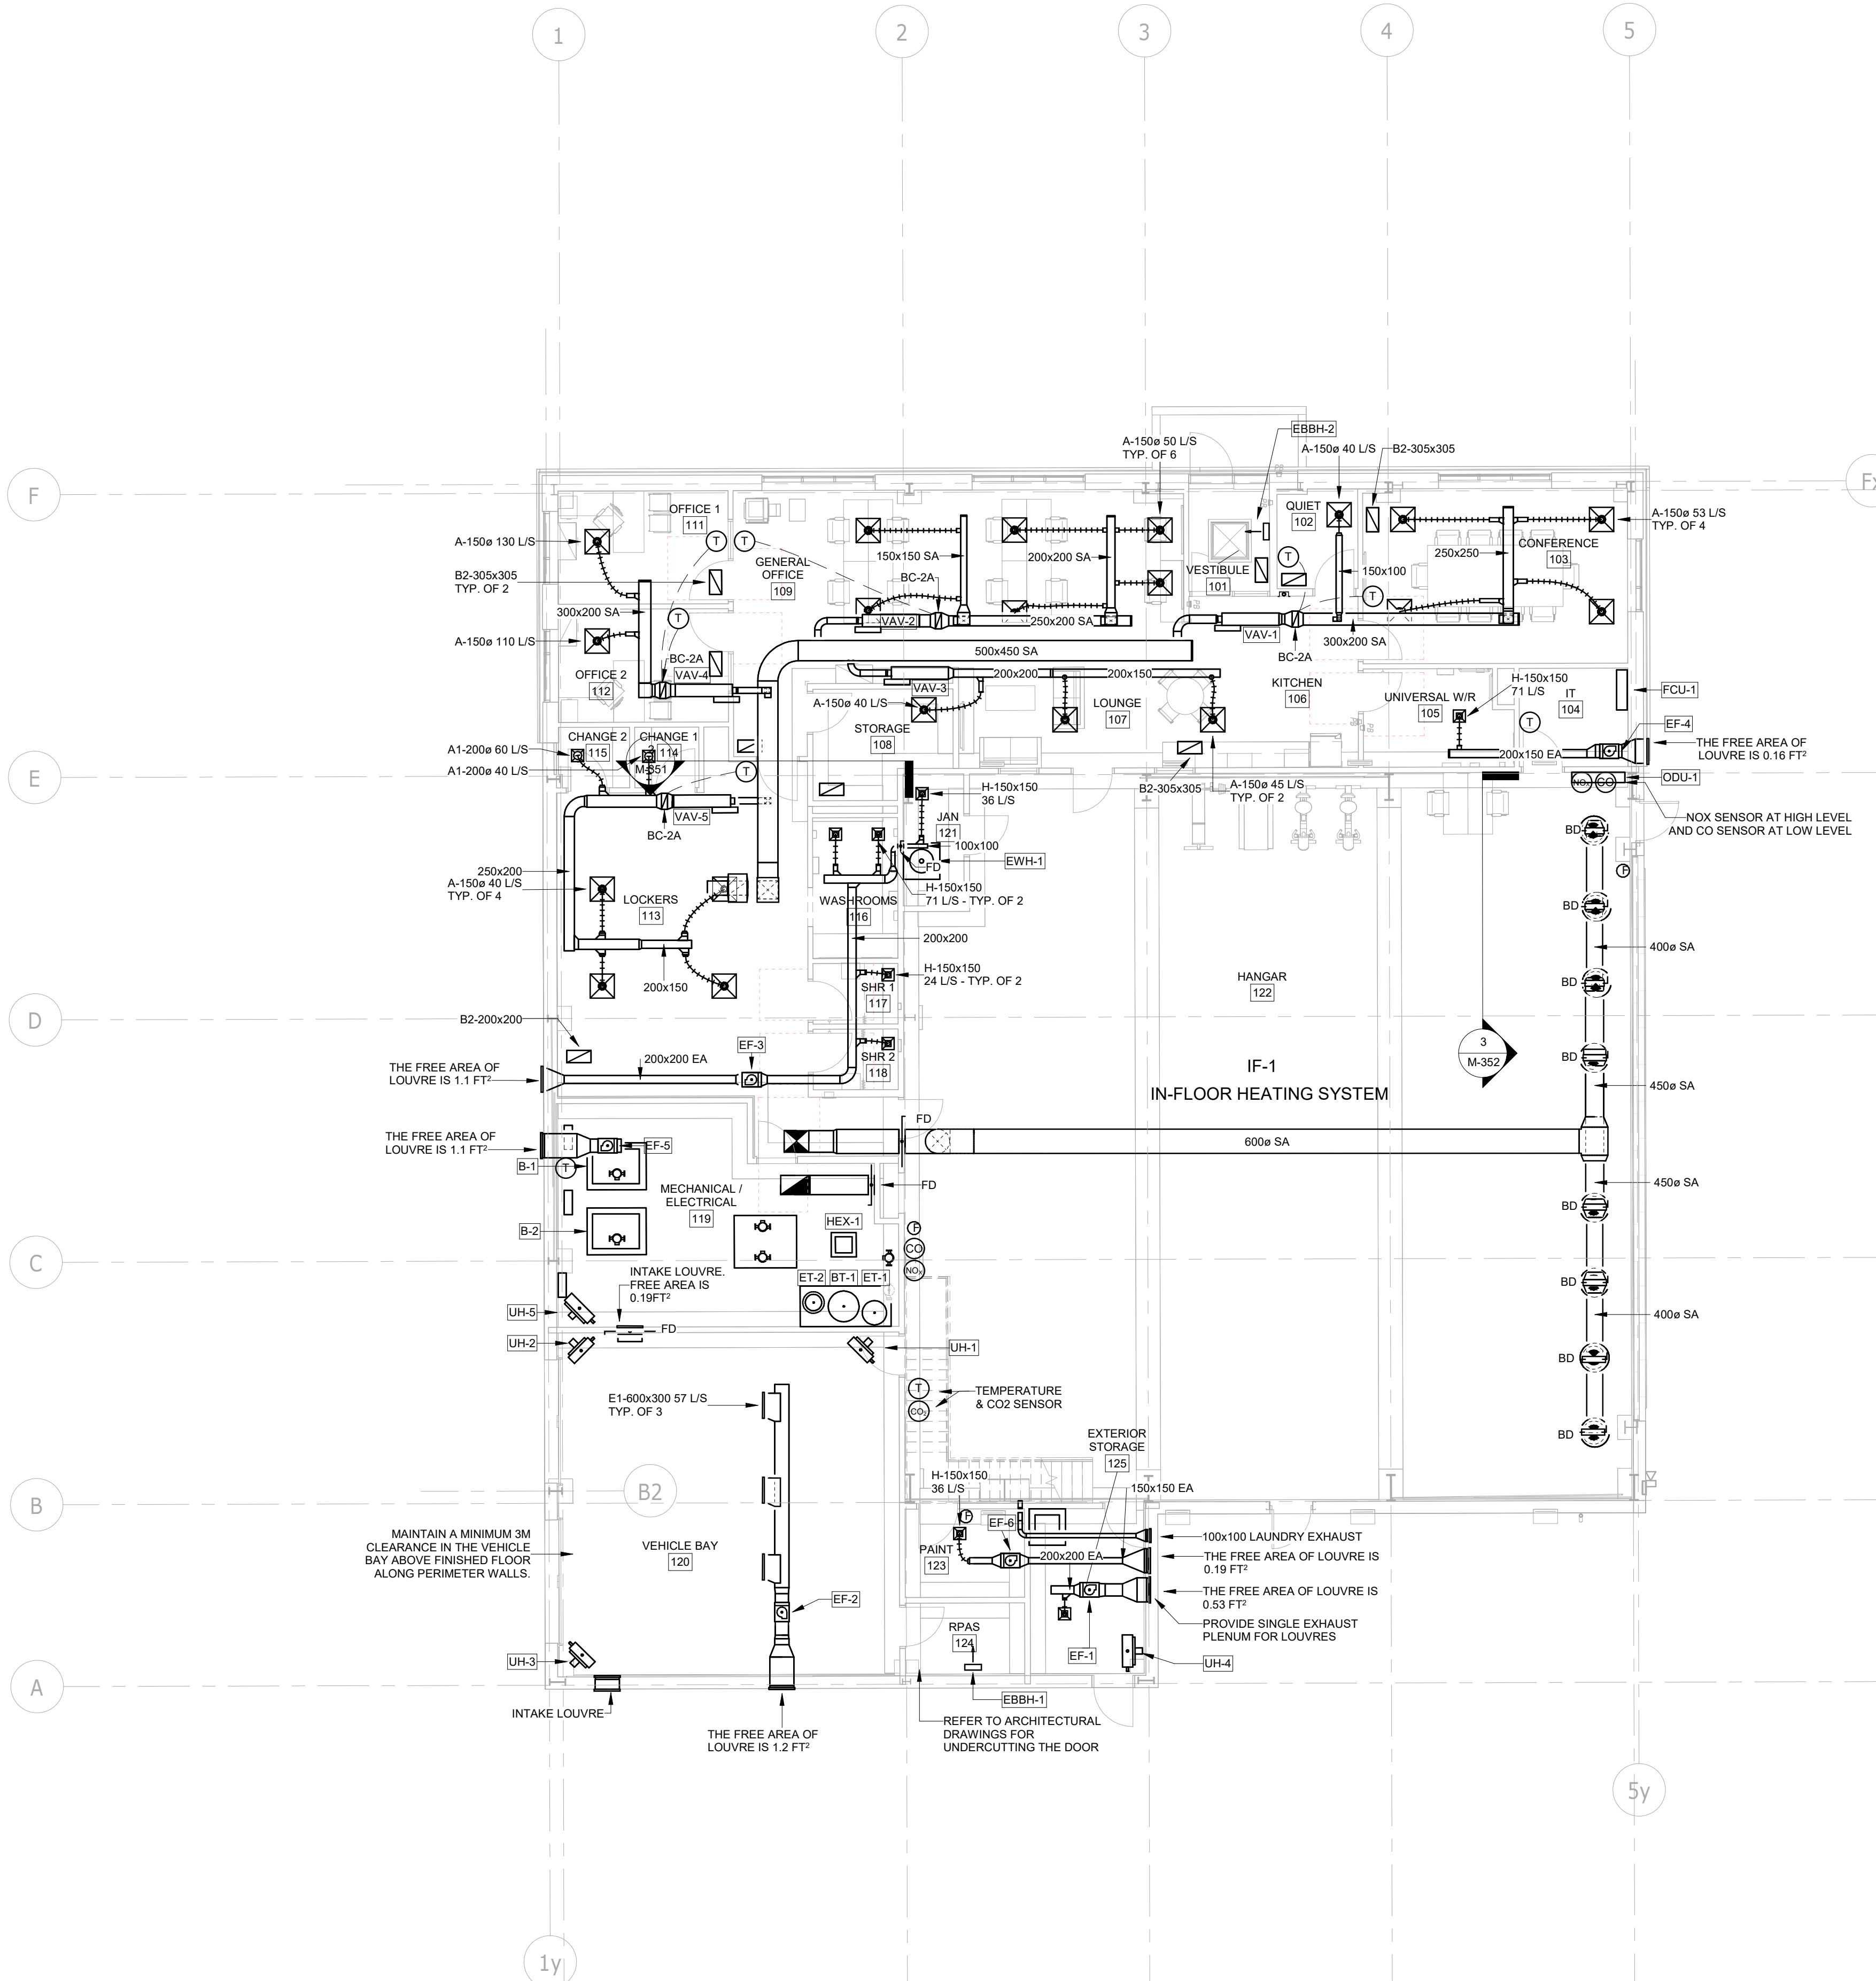 1
2
3
4
5
EBBH-2
A-150ø 50 L/S
TYP. OF 6
A-150ø 40 L/S
B2-305x305
F
Fx
OFFICE 1
111
QUIET
102
A-150ø 53 L/S
TYP. OF 4
A-150ø 130 L/S
T
T
GENERAL
OFFICE
109
150x150 SA
200x200 SA
VESTIBULE
101
T
250x250
CONFERENCE
103
B2-305x305
TYP. OF 2
BC-2A
150x100
T
300x200 SA
T
VAV-2
250x200 SA
VAV-1
300x200 SA
A-150ø 110 L/S
500x450 SA
BC-2A
BC-2A
VAV-4
OFFICE 2
112
200x200
200x150
VAV-3
KITCHEN
106
H-150x150
71 L/S
IT
104
FCU-1
A-150ø 40 L/S
LOUNGE
107
UNIVERSAL W/R
105
T
EF-4
STORAGE
108
CHANGE 2
115
CHANGE 1
114
A1-200ø 60 L/S
200x150 EA
THE FREE AREA OF
LOUVRE IS 0.16 FT²
A1-200ø 40 L/S
M-351
T
E
ODU-1
NOX
CO
B2-305x305
A-150ø 45 L/S
TYP. OF 2
H-150x150
36 L/S
VAV-5
BC-2A
JAN
121
100x100
NOX SENSOR AT HIGH LEVEL
AND CO SENSOR AT LOW LEVEL
BD
FD
EWH-1
F
250x200
A-150ø 40 L/S
TYP. OF 4
H-150x150
71 L/S - TYP. OF 2
LOCKERS
113
WASHROOMS
116
BD
200x200
400ø SA
H-150x150
24 L/S - TYP. OF 2
HANGAR
122
BD
200x150
SHR 1
117
D
B2-200x200
EF-3
3
M-352
SHR 2
118
200x200 EA
BD
THE FREE AREA OF
LOUVRE IS 1.1 FT²
IF-1
IN-FLOOR HEATING SYSTEM
450ø SA
FD
THE FREE AREA OF
LOUVRE IS 1.1 FT²
EF-5
600ø SA
B-1
T
MECHANICAL /
ELECTRICAL
119
FD
450ø SA
BD
B-2
HEX-1
F
CO
NOX
C
INTAKE LOUVRE.
FREE AREA IS
0.19FT²
ET-2
BT-1
ET-1
BD
UH-5
400ø SA
FD
UH-2
UH-1
BD
T
TEMPERATURE
& CO2 SENSOR
CO2
E1-600x300 57 L/S
TYP. OF 3
BD
EXTERIOR
STORAGE
125
H-150x150
36 L/S
150x150 EA
B
B2
F
EF-6
MAINTAIN A MINIMUM 3M
CLEARANCE IN THE VEHICLE
BAY ABOVE FINISHED FLOOR
ALONG PERIMETER WALLS.
VEHICLE BAY
120
PAINT
123
200x200 EA
100x100 LAUNDRY EXHAUST
THE FREE AREA OF LOUVRE IS
0.19 FT²
THE FREE AREA OF LOUVRE IS
0.53 FT²
EF-2
PROVIDE SINGLE EXHAUST
PLENUM FOR LOUVRES
RPAS
124
EF-1
UH-3
UH-4
A
EBBH-1
INTAKE LOUVRE
THE FREE AREA OF
LOUVRE IS 1.2 FT²
REFER TO ARCHITECTURAL
DRAWINGS FOR
UNDERCUTTING THE DOOR
5y
1y